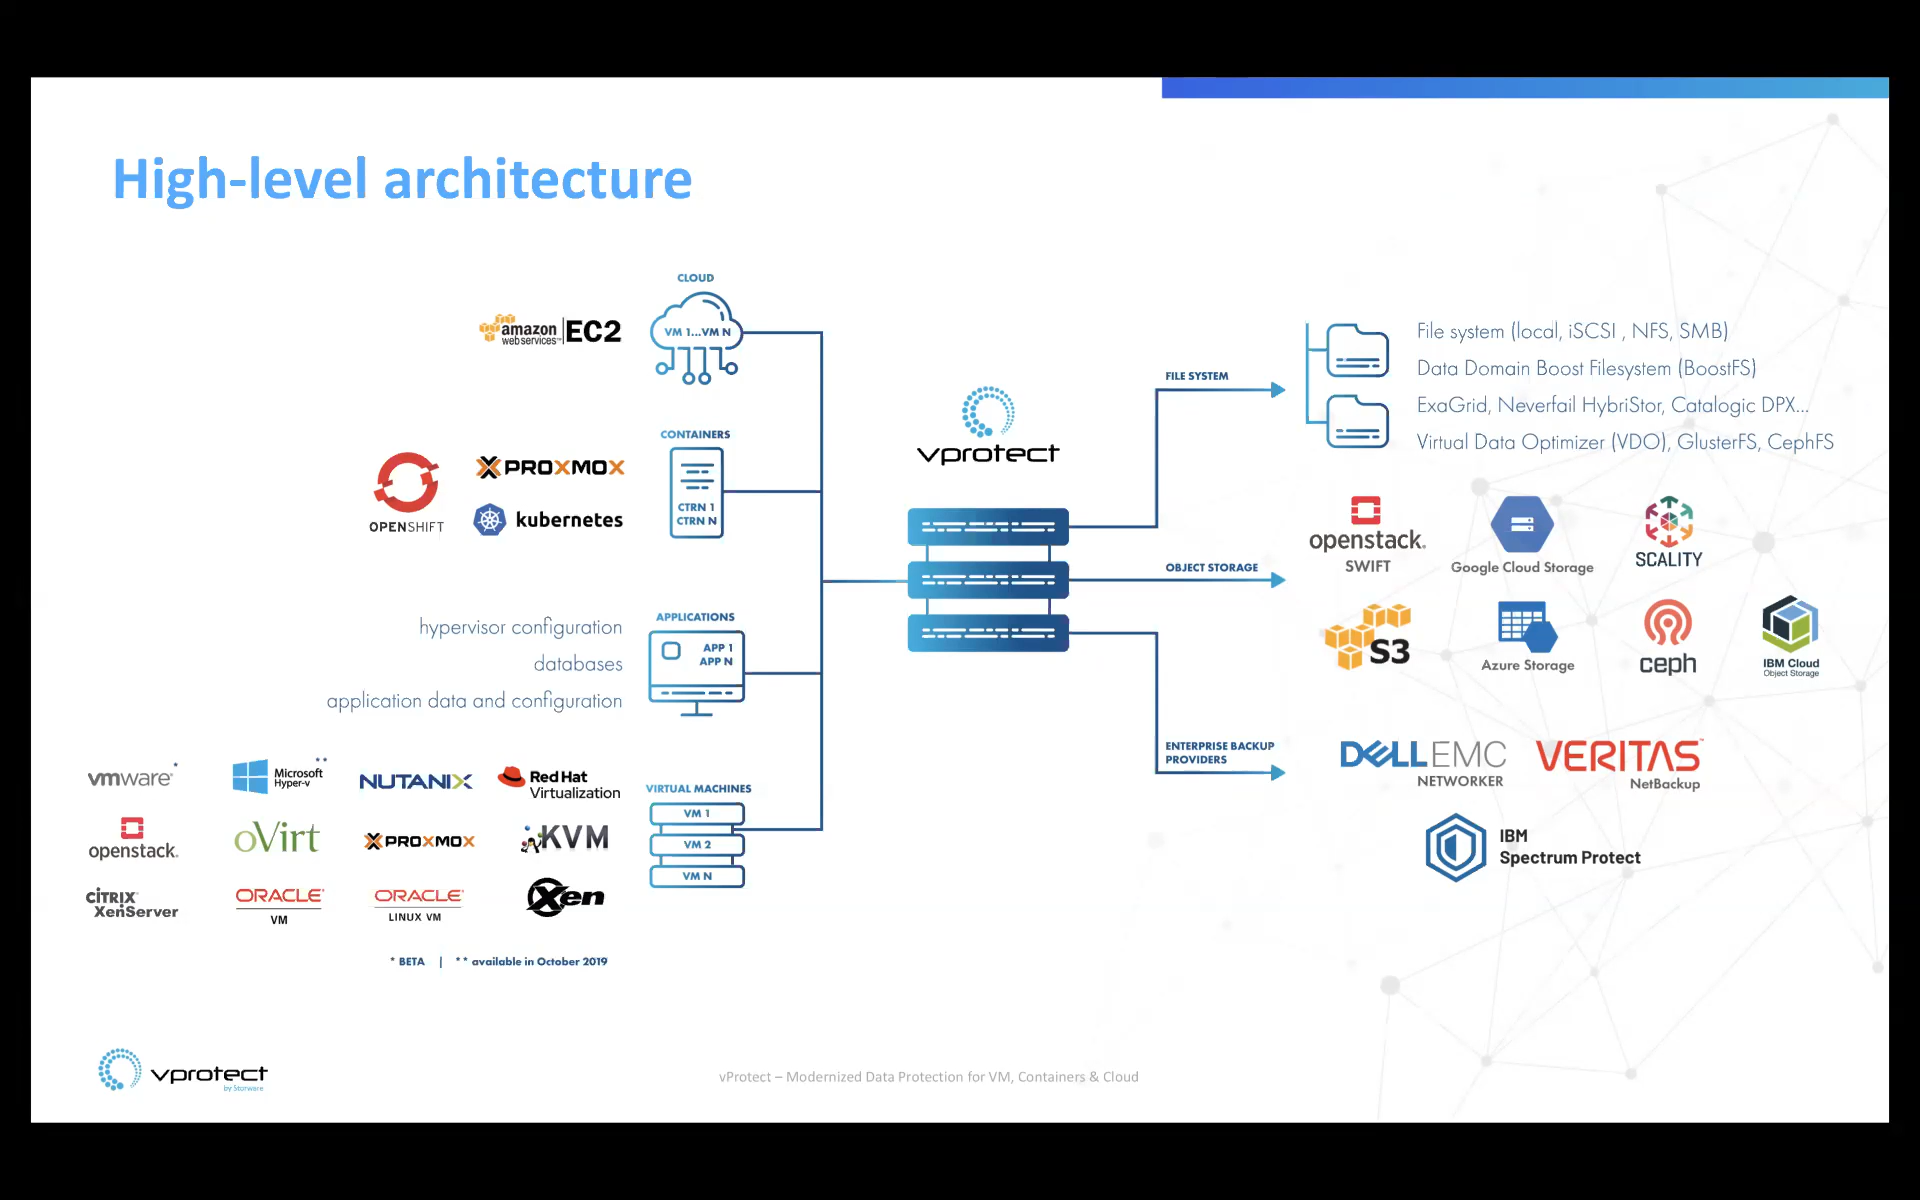 High-level architecture
CLOUD
amazon
webservices™
EC2
VM 1...VM N
CONTAINERS
OPENSHIFT
PROXMOX
kubernetes
CTRN 1
CTRN N
APPLICATIONS
hypervisor configuration
databases
application data and configuration
APP 1
APP N
VIRTUAL MACHINES
vmware® *
Microsoft
Hyper-v **
NUTANIX
Red Hat
Virtualization
openstack.
oVirt
PROXMOX
KVM
CITRIX®
XenServer
ORACLE®
VM
ORACLE®
LINUX VM
Xen
VM 1
VM 2
VM N
* BETA | ** available in October 2019
vprotect
FILE SYSTEM
File system (local, iSCSI , NFS, SMB)
Data Domain Boost Filesystem (BoostFS)
ExaGrid, Neverfail HybriStor, Catalogic DPX...
Virtual Data Optimizer (VDO), GlusterFS, CephFS
OBJECT STORAGE
openstack.
SWIFT
Google Cloud Storage
SCALITY
S3
Azure Storage
ceph
IBM Cloud
Object Storage
ENTERPRISE BACKUP
PROVIDERS
DELLEMC
NETWORKER
VERITAS™
NetBackup
IBM
Spectrum Protect
vprotect
by Storware
vProtect – Modernized Data Protection for VM, Containers & Cloud